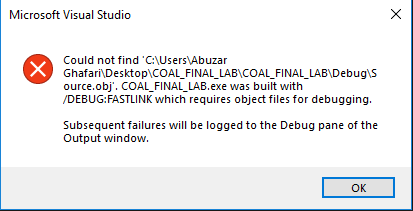 Microsoft Visual Studio
Could not find 'C:\Users\Abuzar
Ghafari\Desktop\COAL_FINAL_LAB\COAL_FINAL_LAB\Debug\S
ource.obj'. COAL_FINAL_LAB.exe was built with
/DEBUG:FASTLINK which requires object files for debugging.
Subsequent failures will be logged to the Debug pane of the
Output window.
OK